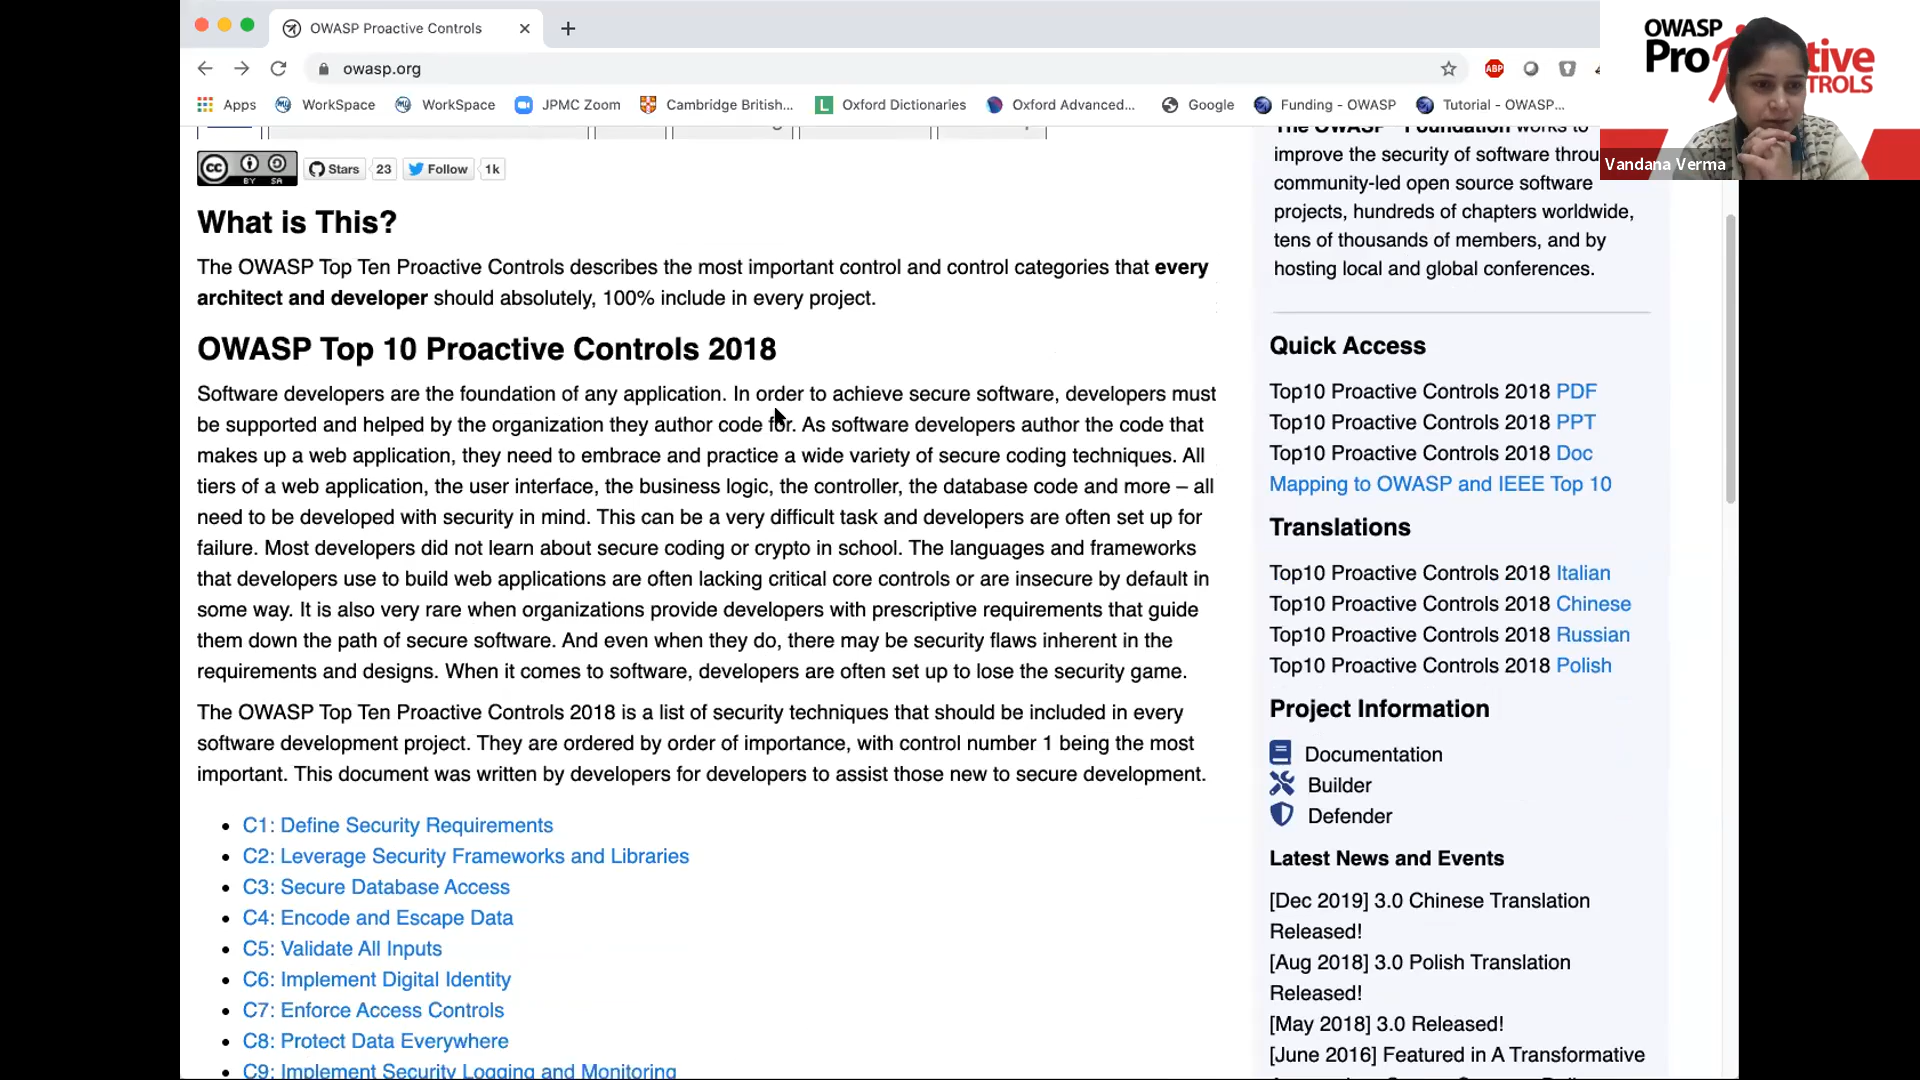 OWASP Proactive Controls
owasp.org
ABP
Apps
WorkSpace
WorkSpace
JPMC Zoom
Cambridge British...
L
Oxford Dictionaries
Oxford Advanced...
Google
Funding - OWASP
Tutorial - OWASP...
OWASP
Pro tive
TROLS
Vandana Verma
cc BY SA
Stars 23
Follow 1k
What is This?
The OWASP Top Ten Proactive Controls describes the most important control and control categories that every
architect and developer should absolutely, 100% include in every project.
OWASP Top 10 Proactive Controls 2018
Software developers are the foundation of any application. In order to achieve secure software, developers must
be supported and helped by the organization they author code for. As software developers author the code that
makes up a web application, they need to embrace and practice a wide variety of secure coding techniques. All
tiers of a web application, the user interface, the business logic, the controller, the database code and more – all
need to be developed with security in mind. This can be a very difficult task and developers are often set up for
failure. Most developers did not learn about secure coding or crypto in school. The languages and frameworks
that developers use to build web applications are often lacking critical core controls or are insecure by default in
some way. It is also very rare when organizations provide developers with prescriptive requirements that guide
them down the path of secure software. And even when they do, there may be security flaws inherent in the
requirements and designs. When it comes to software, developers are often set up to lose the security game.
The OWASP Top Ten Proactive Controls 2018 is a list of security techniques that should be included in every
software development project. They are ordered by order of importance, with control number 1 being the most
important. This document was written by developers for developers to assist those new to secure development.
C1: Define Security Requirements
C2: Leverage Security Frameworks and Libraries
C3: Secure Database Access
C4: Encode and Escape Data
C5: Validate All Inputs
C6: Implement Digital Identity
C7: Enforce Access Controls
C8: Protect Data Everywhere
C9: Implement Security Logging and Monitoring
The OWASP Foundation works to
improve the security of software throu
community-led open source software
projects, hundreds of chapters worldwide,
tens of thousands of members, and by
hosting local and global conferences.
Quick Access
Top10 Proactive Controls 2018 PDF
Top10 Proactive Controls 2018 PPT
Top10 Proactive Controls 2018 Doc
Mapping to OWASP and IEEE Top 10
Translations
Top10 Proactive Controls 2018 Italian
Top10 Proactive Controls 2018 Chinese
Top10 Proactive Controls 2018 Russian
Top10 Proactive Controls 2018 Polish
Project Information
Documentation
Builder
Defender
Latest News and Events
[Dec 2019] 3.0 Chinese Translation
Released!
[Aug 2018] 3.0 Polish Translation
Released!
[May 2018] 3.0 Released!
[June 2016] Featured in A Transformative